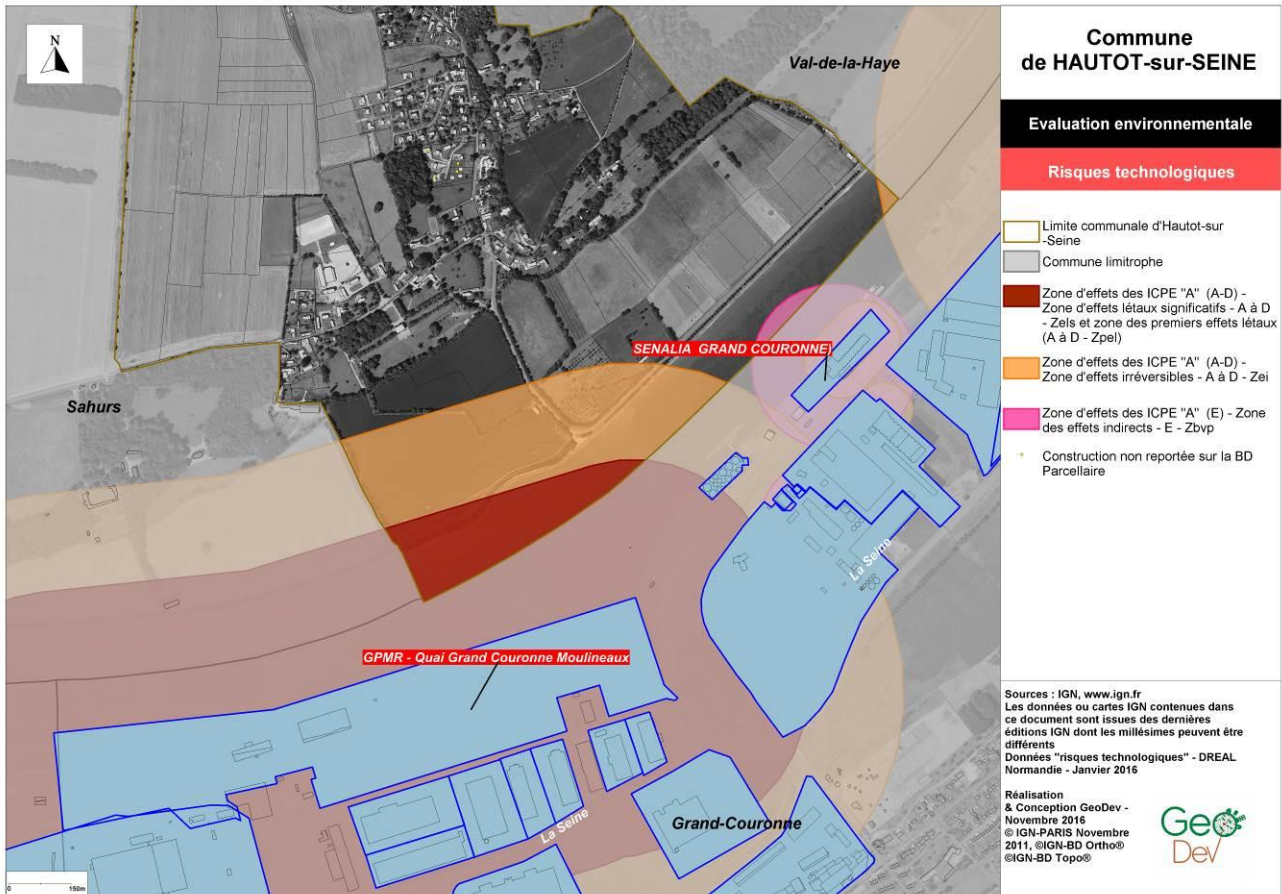 N
Val-de-la-Haye
SENALIA GRAND COURONNE)
Sahurs
La Seine
GPMR - Quai Grand Couronne Moulineaux
La Seine
Grand-Couronne
0 150m
Commune
de HAUTOT-sur-SEINE
Evaluation environnementale
Risques technologiques
Limite communale d'Hautot-sur
-Seine
Commune limitrophe
Zone d'effets des ICPE "A" (A-D) -
Zone d'effets létaux significatifs - A à D
- Zels et zone des premiers effets létaux
(A à D - Zpel)
Zone d'effets des ICPE "A" (A-D) -
Zone d'effets irréversibles - A à D - Zei
Zone d'effets des ICPE "A" (E) - Zone
des effets indirects - E - Zbvp
Construction non reportée sur la BD
Parcellaire
Sources : IGN, www.ign.fr
Les données ou cartes IGN contenues dans
ce document sont issues des dernières
éditions IGN dont les millésimes peuvent être
différents
Données "risques technologiques" - DREAL
Normandie - Janvier 2016
Réalisation
& Conception GeoDev -
Novembre 2016
© IGN-PARIS Novembre
2011, ©IGN-BD Ortho®
©IGN-BD Topo®
Geo
Dev